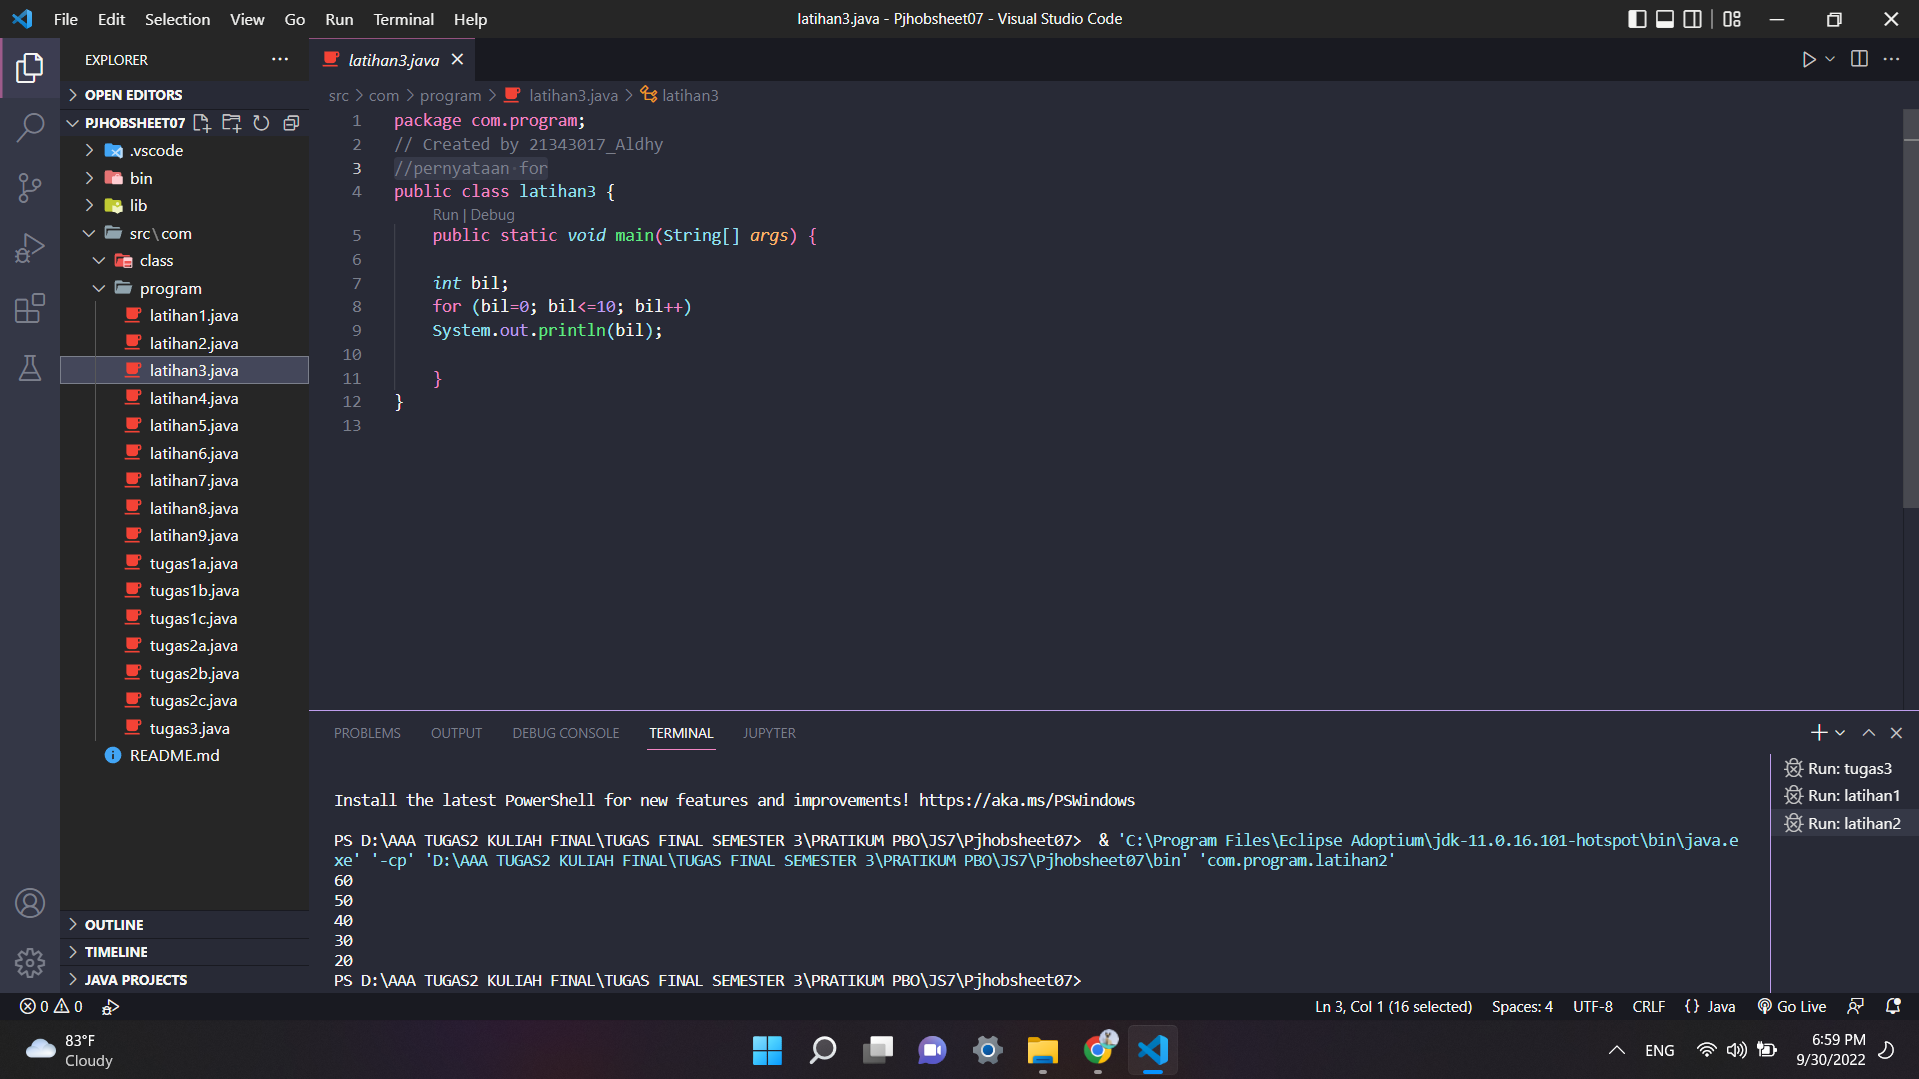 File Edit Selection View Go Run Terminal Help
latihan3.java - Pjhobsheet07 - Visual Studio Code
EXPLORER
OPEN EDITORS
PJHOBSHEET07
.vscode
bin
lib
src\com
class
program
latihan1.java
latihan2.java
latihan3.java
latihan4.java
latihan5.java
latihan6.java
latihan7.java
latihan8.java
latihan9.java
tugas1a.java
tugas1b.java
tugas1c.java
tugas2a.java
tugas2b.java
tugas2c.java
tugas3.java
README.md
OUTLINE
TIMELINE
JAVA PROJECTS
latihan3.java
src > com > program > latihan3.java > latihan3
1 package com.program;
2 // Created by 21343017_Aldhy
3 //pernyataan·for
4 public class latihan3 {
Run | Debug
5 public static void main(String[] args) {
6
7 int bil;
8 for (bil=0; bil<=10; bil++)
9 System.out.println(bil);
10
11 }
12 }
13
PROBLEMS OUTPUT DEBUG CONSOLE TERMINAL JUPYTER
Install the latest PowerShell for new features and improvements! https://aka.ms/PSWindows
PS D:\AAA TUGAS2 KULIAH FINAL\TUGAS FINAL SEMESTER 3\PRATIKUM PBO\JS7\Pjhobsheet07> & 'C:\Program Files\Eclipse Adoptium\jdk-11.0.16.101-hotspot\bin\java.e
xe' '-cp' 'D:\AAA TUGAS2 KULIAH FINAL\TUGAS FINAL SEMESTER 3\PRATIKUM PBO\JS7\Pjhobsheet07\bin' 'com.program.latihan2'
60
50
40
30
20
PS D:\AAA TUGAS2 KULIAH FINAL\TUGAS FINAL SEMESTER 3\PRATIKUM PBO\JS7\Pjhobsheet07>
Run: tugas3
Run: latihan1
Run: latihan2
0 0
Ln 3, Col 1 (16 selected) Spaces: 4 UTF-8 CRLF {} Java Go Live
83°F
Cloudy
ENG
6:59 PM
9/30/2022